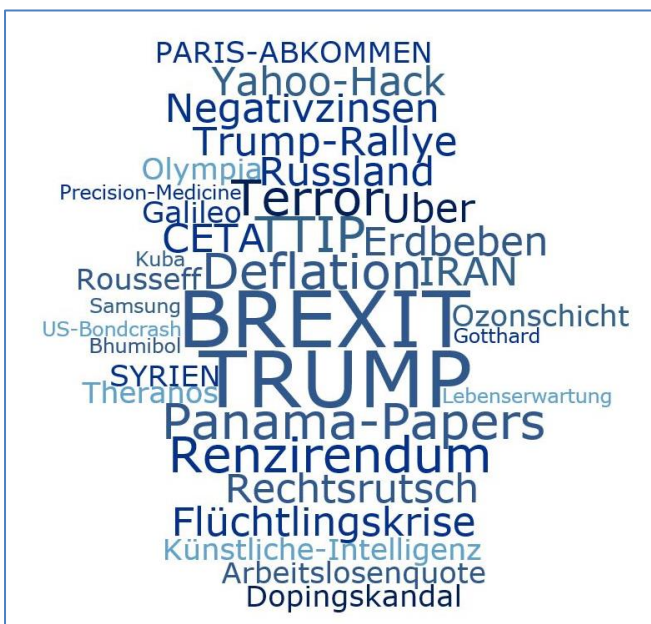 PARIS-ABKOMMEN
Yahoo-Hack
Negativzinsen
Trump-Rallye
Olympia Russland
Precision-Medicine Terror Uber
Galileo
CETA TTIP Erdbeben
Kuba
Rousseff Deflation IRAN
Samsung BREXIT Ozonschicht
US-Bondcrash Gotthard
Bhumibol
SYRIEN TRUMP
Theranos Lebenserwartung
Panama-Papers
Renzirendum
Rechtsrutsch
Flüchtlingskrise
Künstliche-Intelligenz
Arbeitslosenquote
Dopingskandal